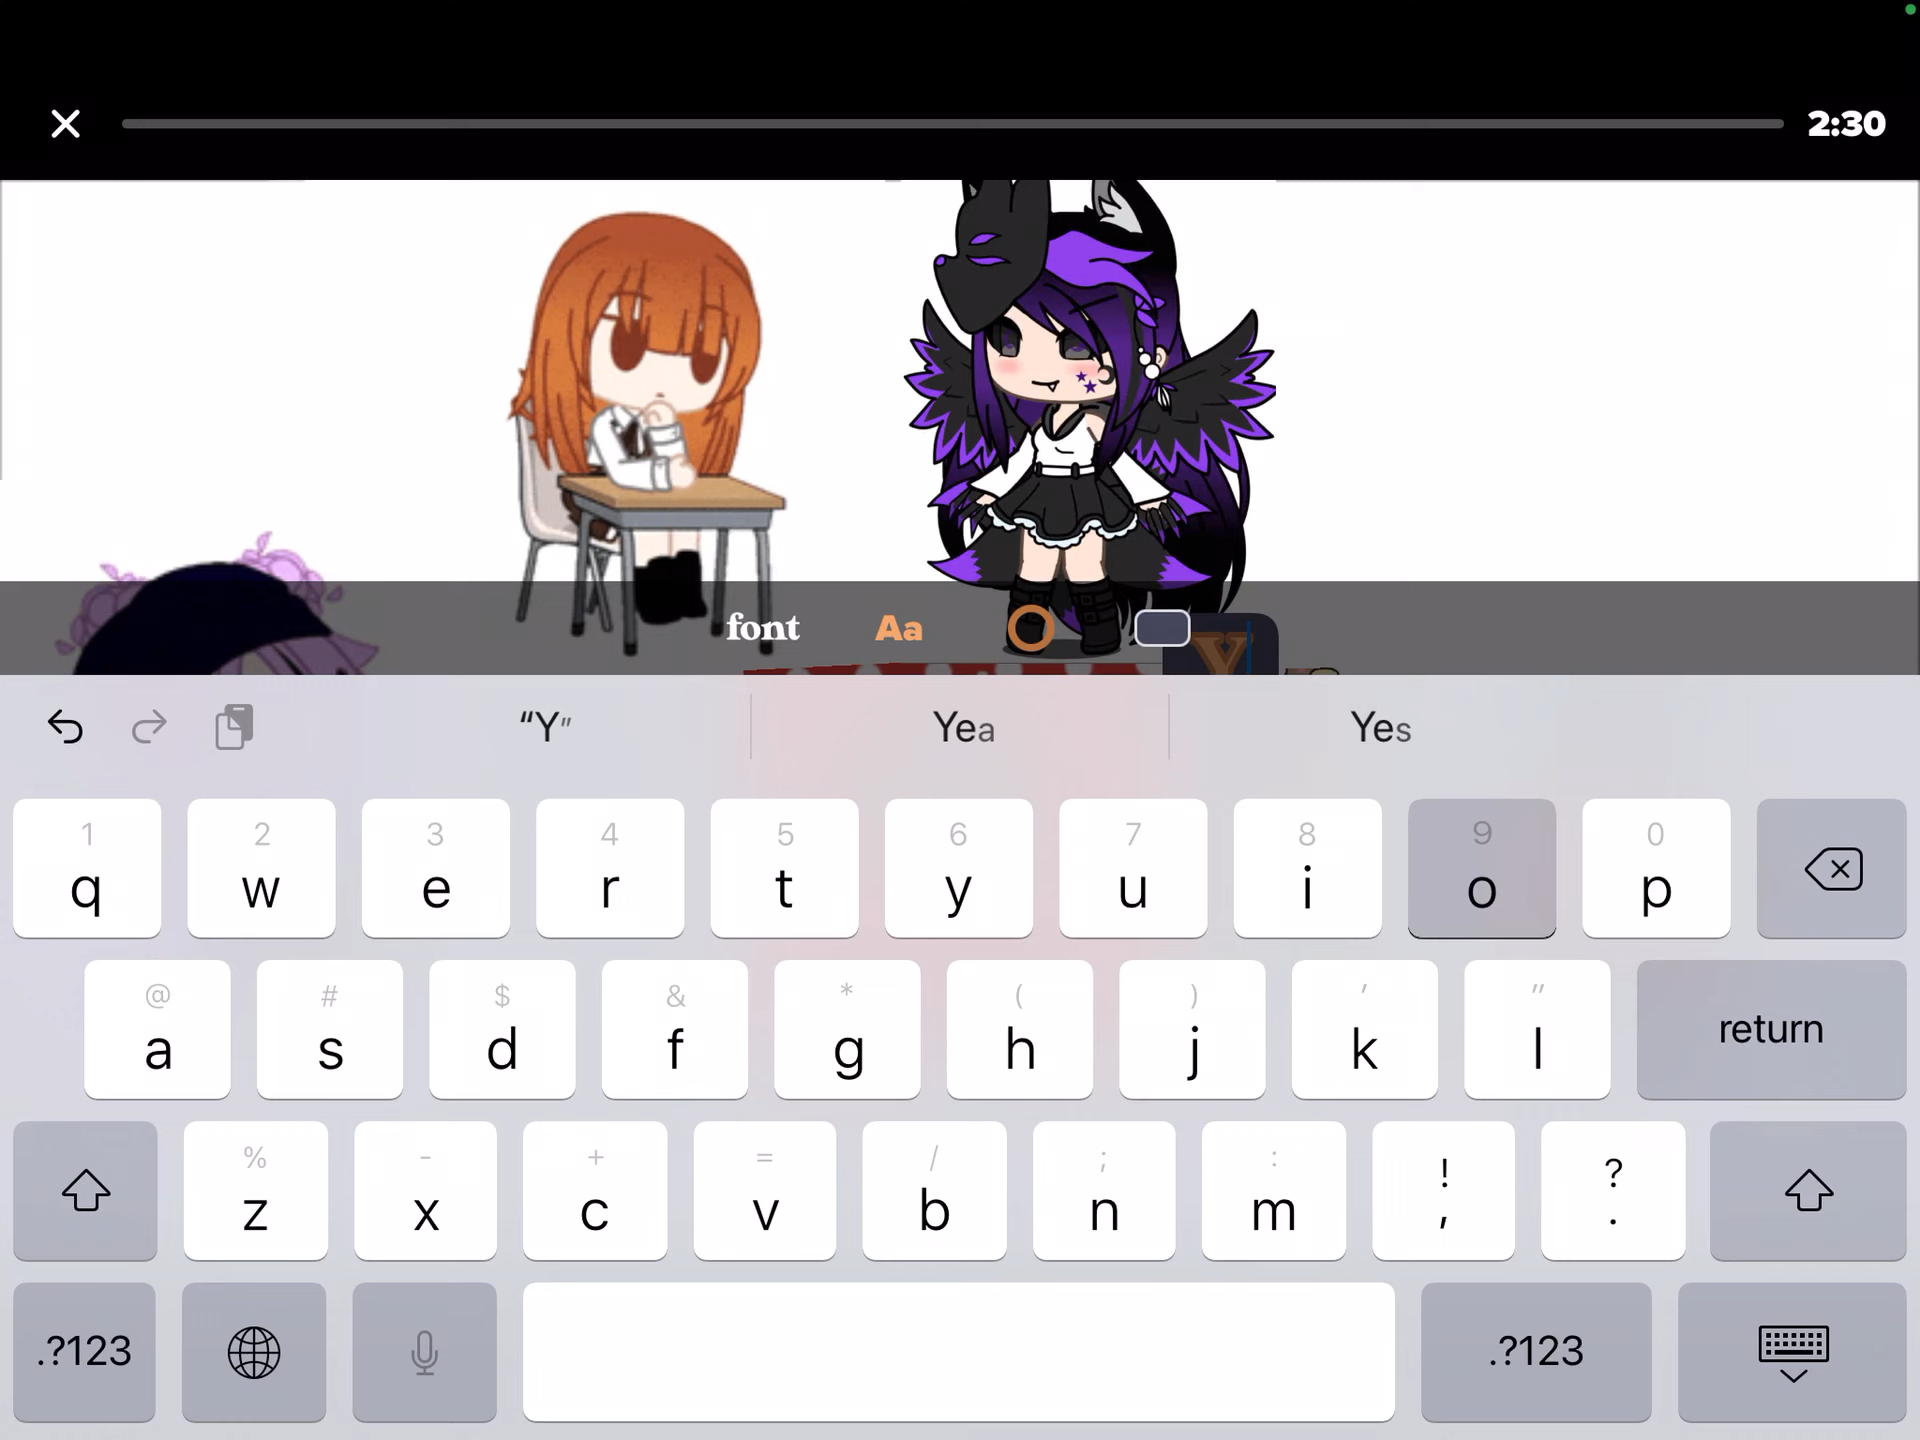 2:30
font Aa
Y
“Y” Yea Yes
1 2 3 4 5 6 7 8 9 0
q w e r t y u i o p
@ # $ & * ( ) ' "
a s d f g h j k l return
% - + = / ; : ! ?
z x c v b n m , .
.?123 .?123